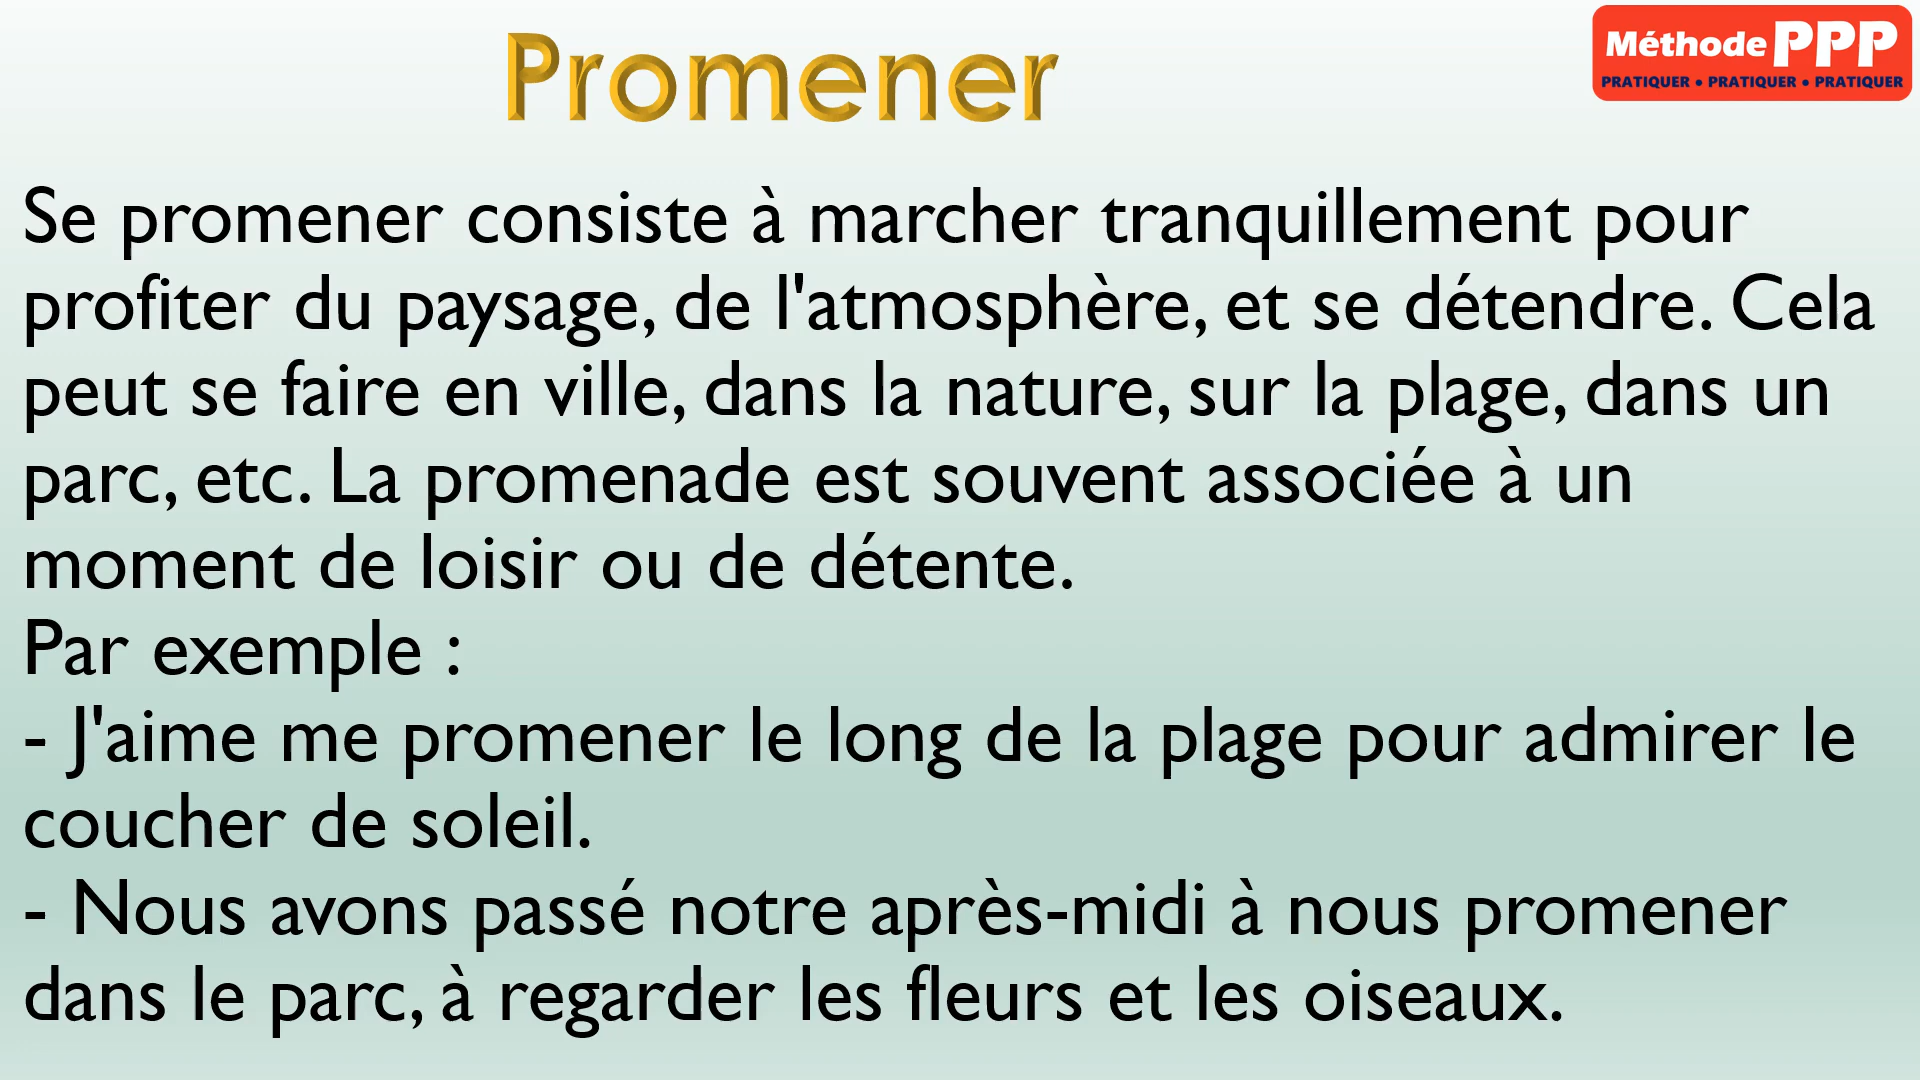 Promener
Méthode PPP
PRATIQUER • PRATIQUER • PRATIQUER
Se promener consiste à marcher tranquillement pour
profiter du paysage, de l'atmosphère, et se détendre. Cela
peut se faire en ville, dans la nature, sur la plage, dans un
parc, etc. La promenade est souvent associée à un
moment de loisir ou de détente.
Par exemple :
- J'aime me promener le long de la plage pour admirer le
coucher de soleil.
- Nous avons passé notre après-midi à nous promener
dans le parc, à regarder les fleurs et les oiseaux.